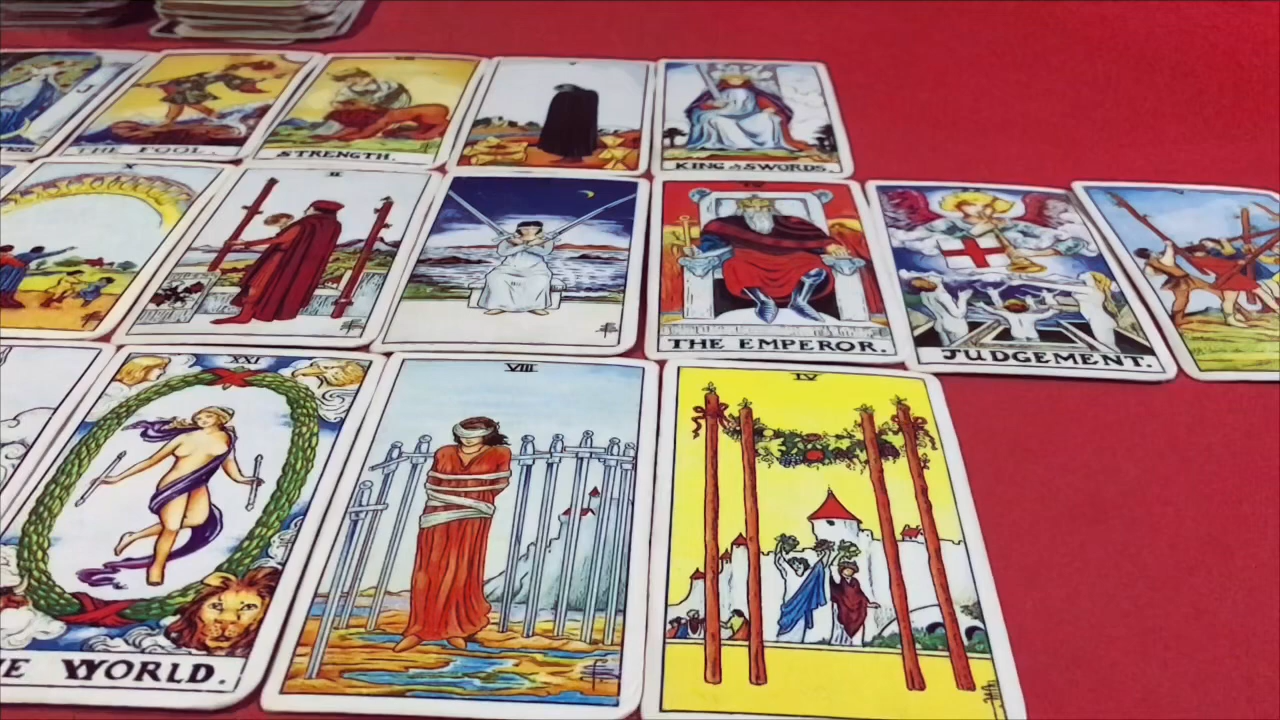 THE FOOL.
STRENGTH.
V
KING of SWORDS.
X
II
IV
THE EMPEROR.
JUDGEMENT.
V
XXI
E WORLD.
VIII
IV